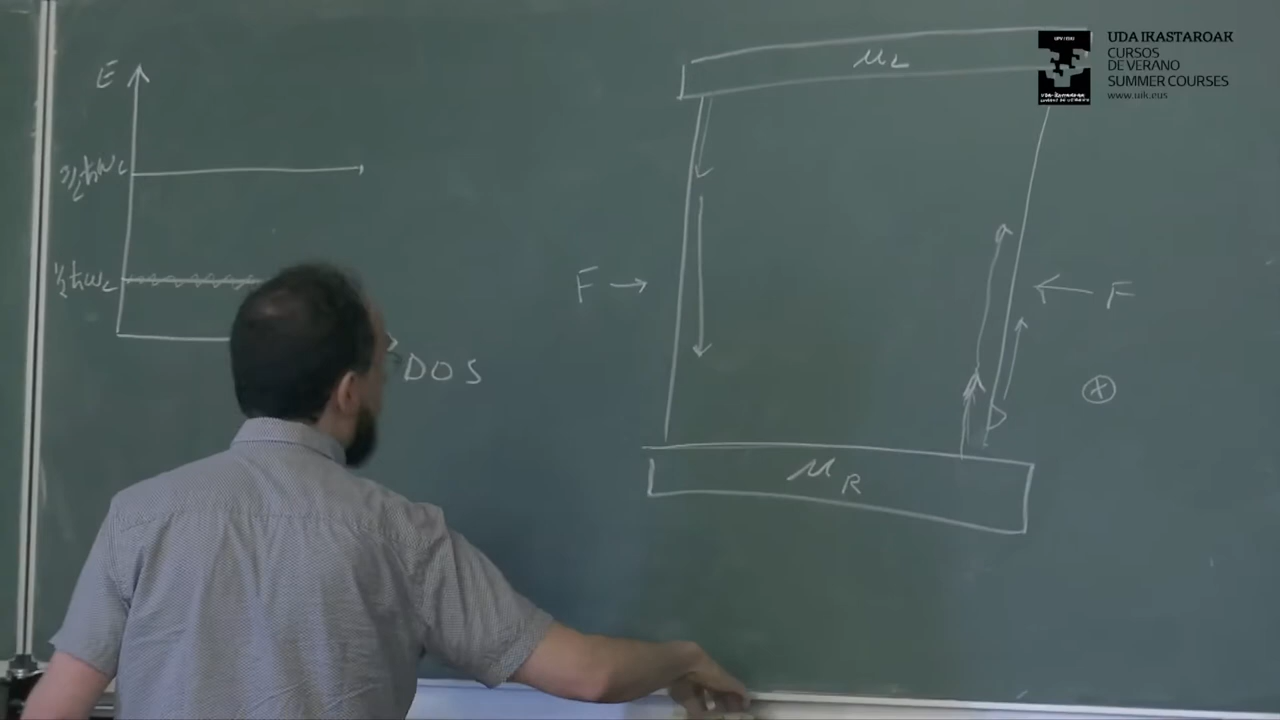 E
3/2 ħωc
1/2 ħωc
DOS
μL
F →
← F
⊗
μR
UDA IKASTAROAK
CURSOS
DE VERANO
SUMMER COURSES
www.uik.eus